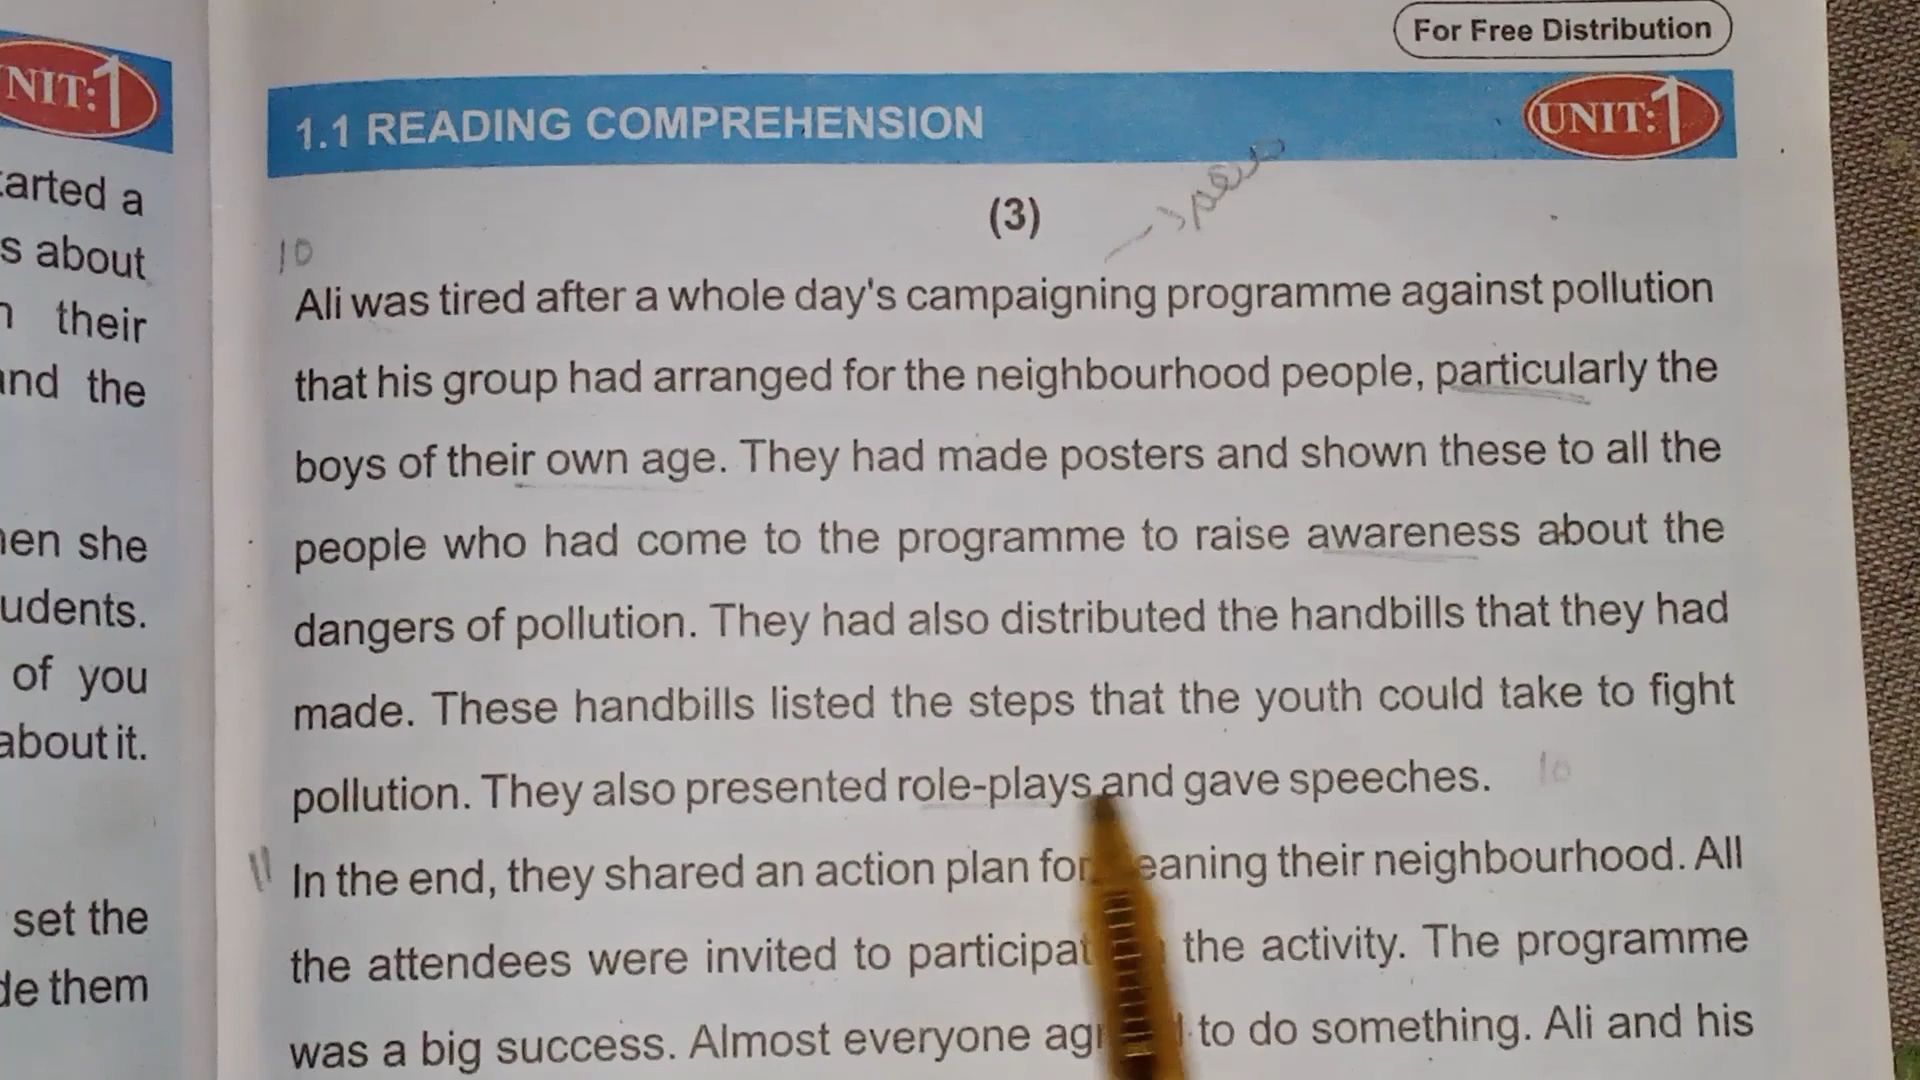 For Free Distribution
NIT:1
1.1 READING COMPREHENSION
UNIT:1
arted a
s about
their
and the
en she
udents.
of you
about it.
set the
de them
(3)
10
Ali was tired after a whole day's campaigning programme against pollution
that his group had arranged for the neighbourhood people, particularly the
boys of their own age. They had made posters and shown these to all the
people who had come to the programme to raise awareness about the
dangers of pollution. They had also distributed the handbills that they had
made. These handbills listed the steps that the youth could take to fight
pollution. They also presented role-plays and gave speeches. 10
11 In the end, they shared an action plan for eaning their neighbourhood. All
the attendees were invited to participat the activity. The programme
was a big success. Almost everyone ag to do something. Ali and his